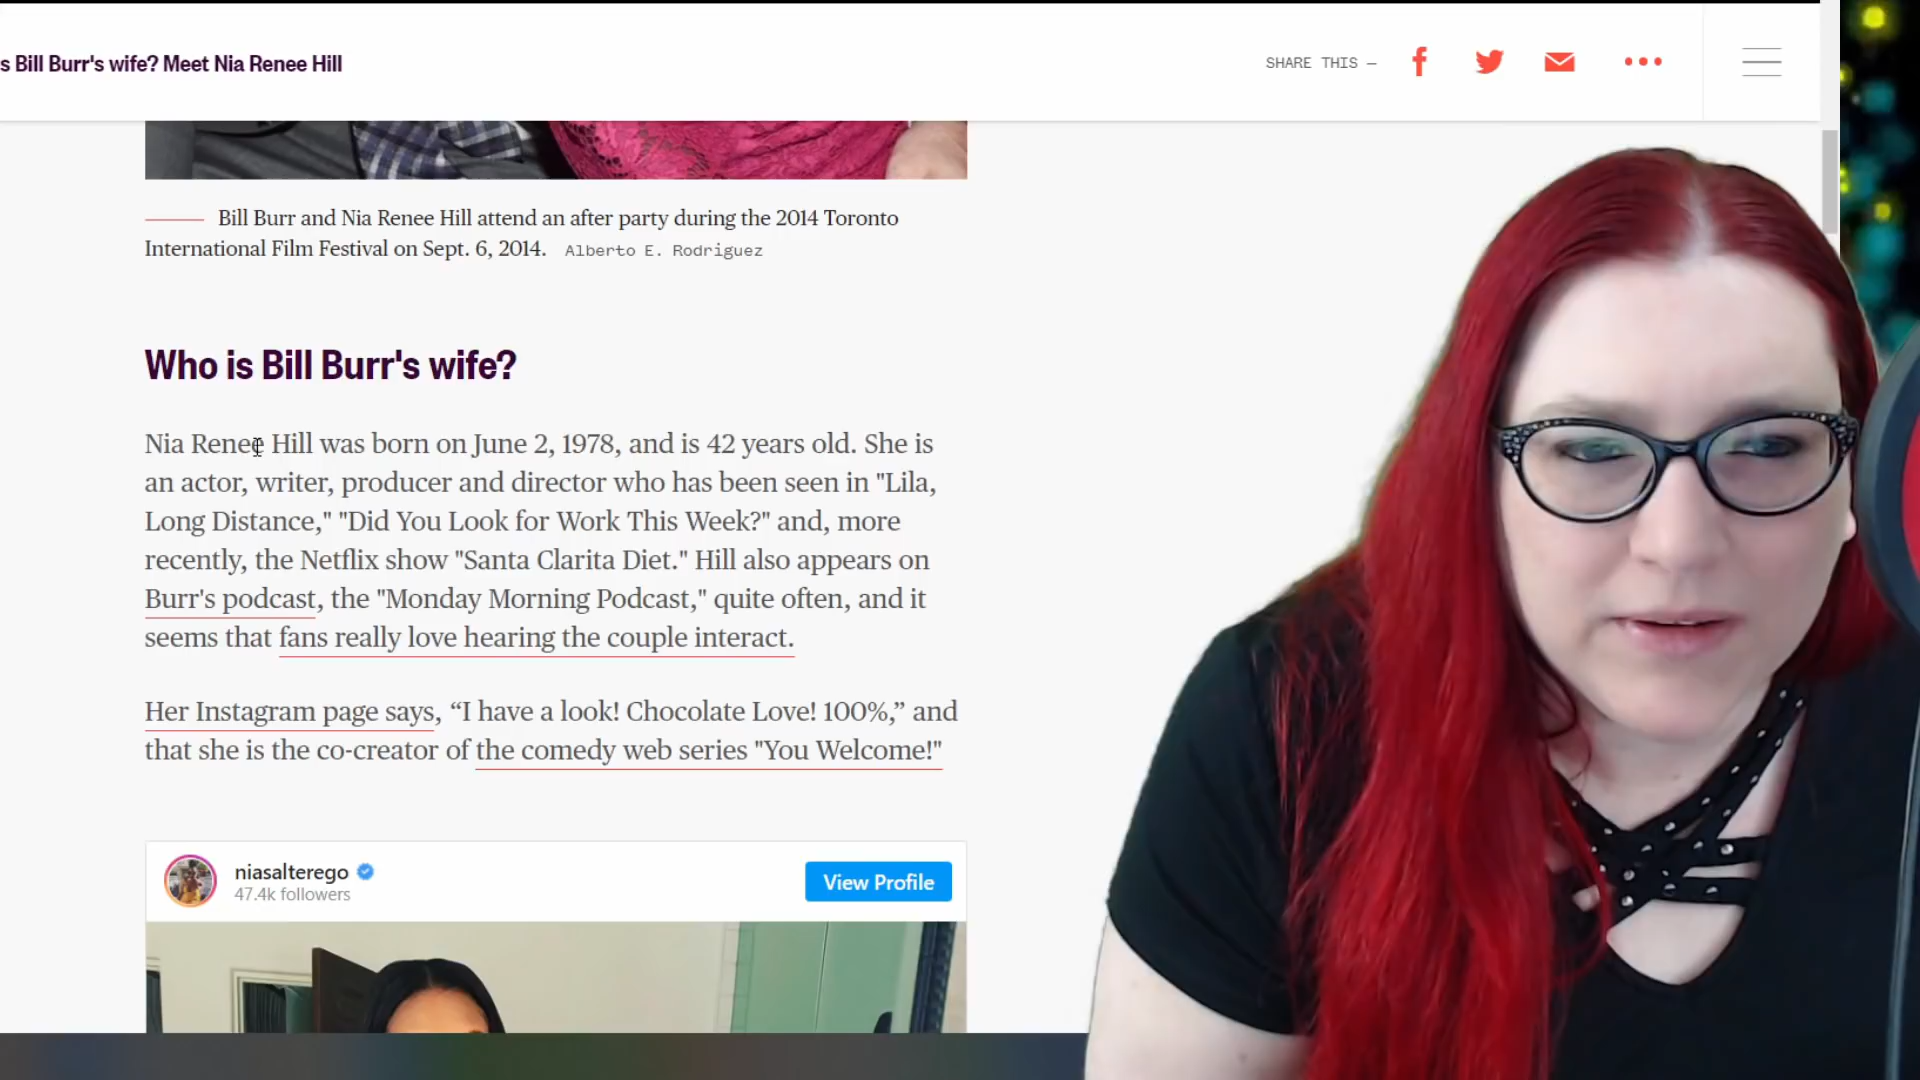 s Bill Burr's wife? Meet Nia Renee Hill
SHARE THIS —
Bill Burr and Nia Renee Hill attend an after party during the 2014 Toronto
International Film Festival on Sept. 6, 2014. Alberto E. Rodriguez
Who is Bill Burr's wife?
Nia Renee Hill was born on June 2, 1978, and is 42 years old. She is
an actor, writer, producer and director who has been seen in "Lila,
Long Distance," "Did You Look for Work This Week?" and, more
recently, the Netflix show "Santa Clarita Diet." Hill also appears on
Burr's podcast, the "Monday Morning Podcast," quite often, and it
seems that fans really love hearing the couple interact.
Her Instagram page says, “I have a look! Chocolate Love! 100%,” and
that she is the co-creator of the comedy web series "You Welcome!"
niasalterego
47.4k followers
View Profile